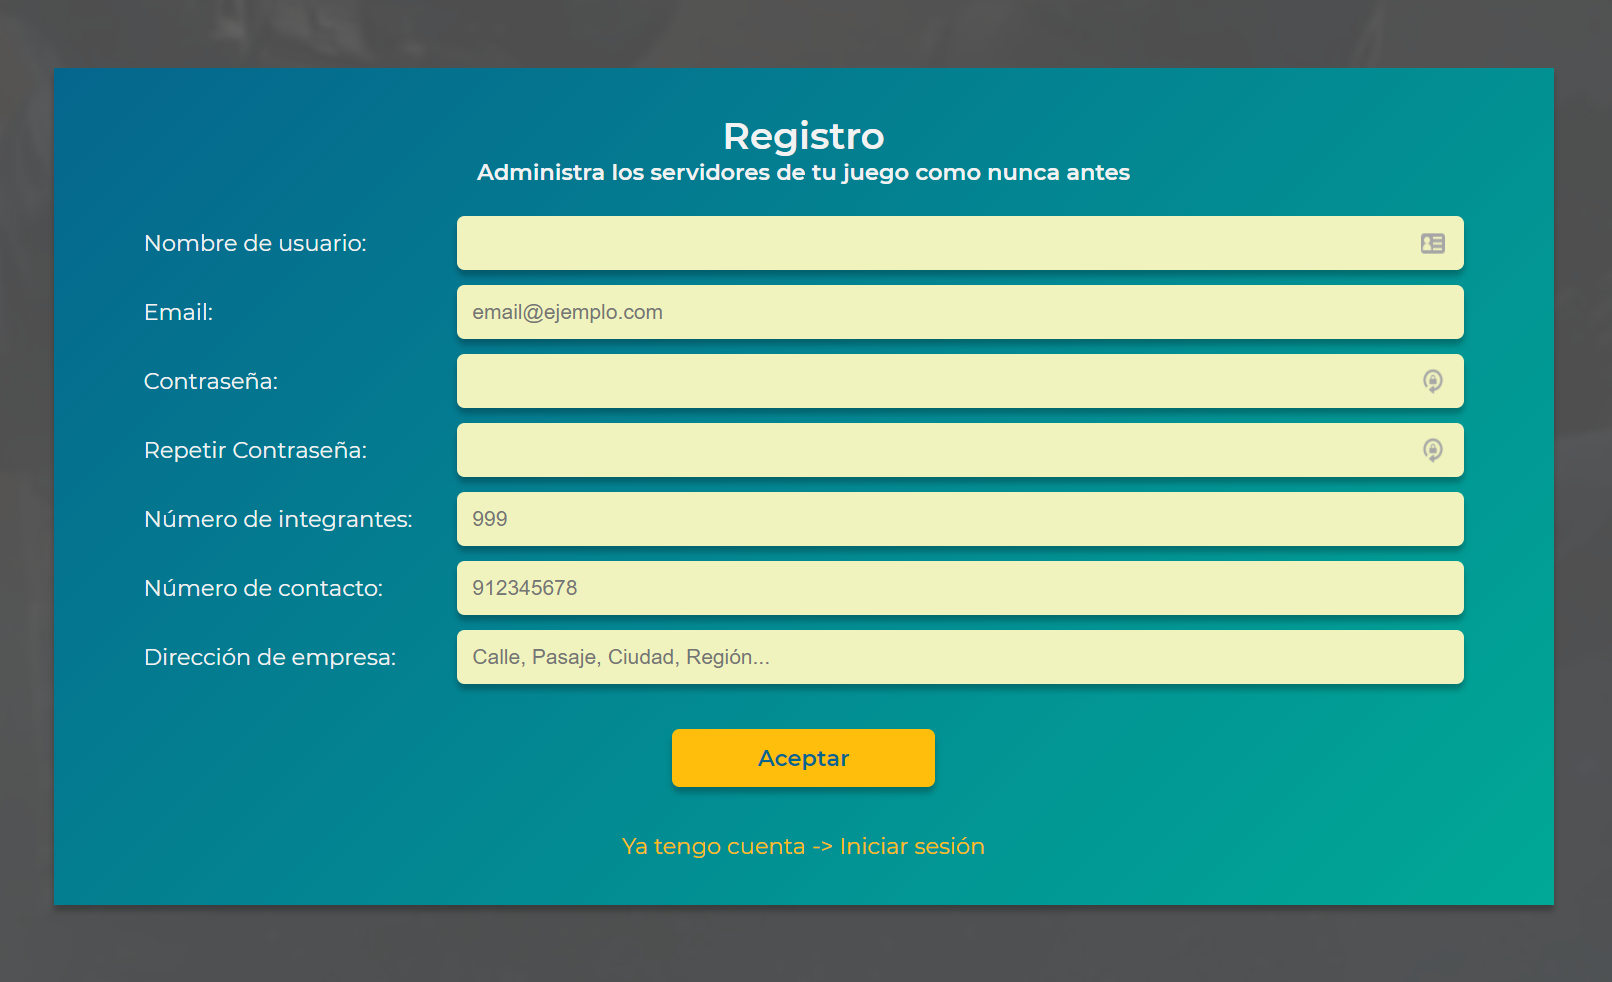 Registro
Administra los servidores de tu juego como nunca antes
Nombre de usuario:
Email:
email@ejemplo.com
Contraseña:
Repetir Contraseña:
Número de integrantes:
999
Número de contacto:
912345678
Dirección de empresa:
Calle, Pasaje, Ciudad, Región...
Aceptar
Ya tengo cuenta -> Iniciar sesión